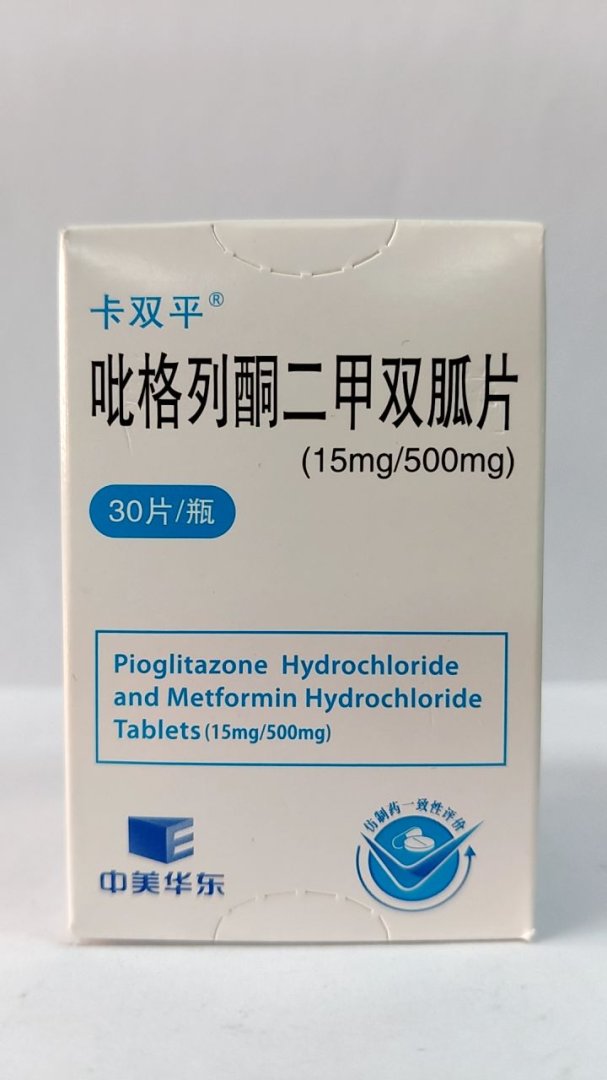 卡双平®
吡格列酮二甲双胍片
(15mg/500mg)
30片/瓶
Pioglitazone Hydrochloride
and Metformin Hydrochloride
Tablets (15mg/500mg)
仿制药一致性评价
中美华东